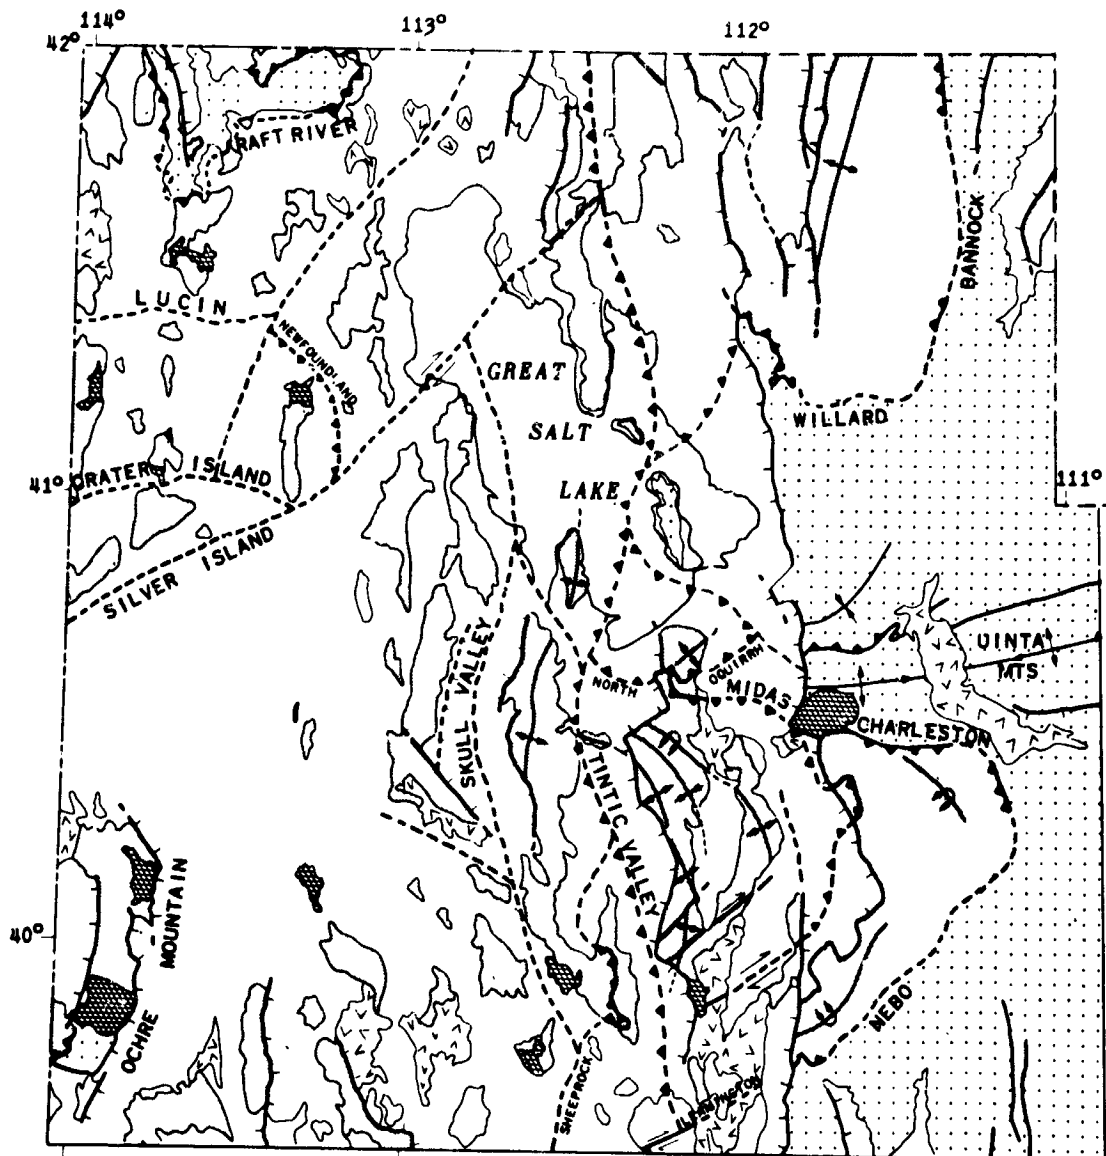 114°
113°
112°
42°
RAFT RIVER
BANNOCK
LUCIN
NEWFOUNDLAND
GREAT
SALT
LAKE
WILLARD
41°
CRATER ISLAND
111°
SILVER ISLAND
SKULL VALLEY
UINTA
MTS
NORTH OQUIRRH
MIDAS
CHARLESTON
TINTIC VALLEY
OCHRE MOUNTAIN
40°
NEBO
SHEEPROCK
LEAMINGTON